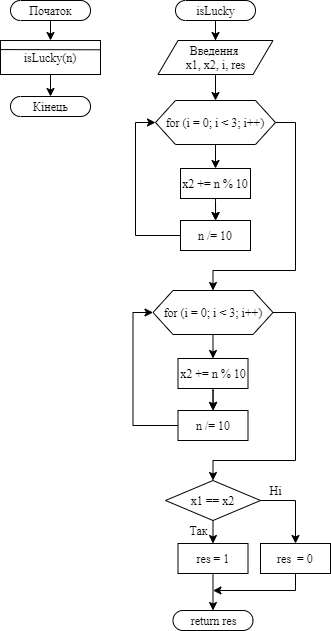 Початок
isLucky(n)
Кінець
isLucky
Введення
x1, x2, i, res
for (i = 0; i < 3; i++)
x2 += n % 10
n /= 10
for (i = 0; i < 3; i++)
x2 += n % 10
n /= 10
x1 == x2
Ні
Так
res = 1
res = 0
return res